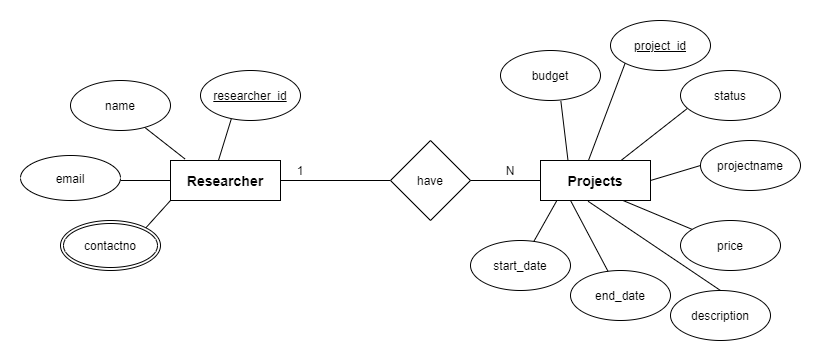 project_id
budget
researcher_id
name
status
projectname
email
Researcher
1
have
N
Projects
contactno
price
start_date
end_date
description